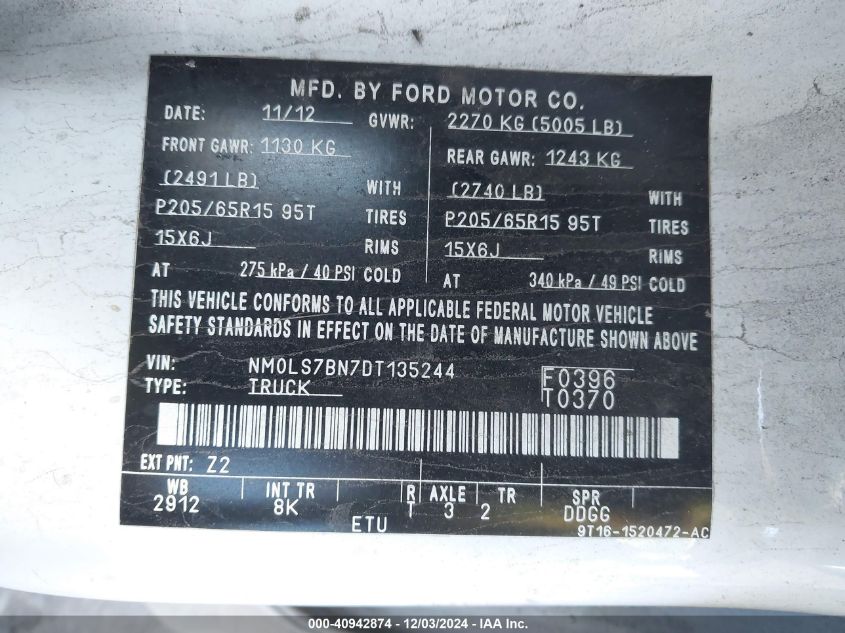 MFD. BY FORD MOTOR CO.
DATE: 11/12 GVWR: 2270 KG (5005 LB)
FRONT GAWR: 1130 KG REAR GAWR: 1243 KG
(2491 LB) WITH (2740 LB) WITH
P205/65R15 95T TIRES P205/65R15 95T TIRES
15X6J RIMS 15X6J RIMS
AT 275 kPa / 40 PSI COLD AT 340 kPa / 49 PSI COLD
THIS VEHICLE CONFORMS TO ALL APPLICABLE FEDERAL MOTOR VEHICLE
SAFETY STANDARDS IN EFFECT ON THE DATE OF MANUFACTURE SHOWN ABOVE
VIN: NM0LS7BN7DT135244 F0396
TYPE: TRUCK T0370
EXT PNT: Z2
WB INT TR R AXLE TR SPR
2912 8K T 3 2 DDGG
ETU 9T16-1520472-AC
000-40942874 - 12/03/2024 - IAA Inc.